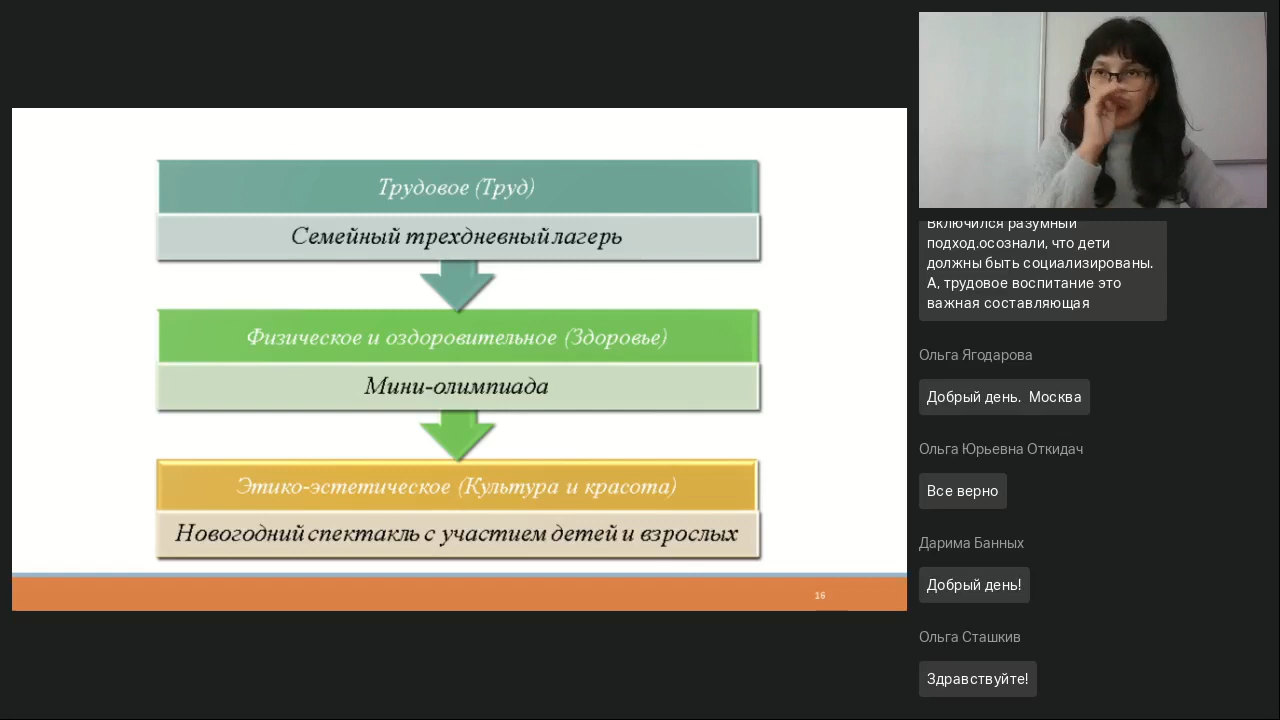 Трудовое (Труд)
Семейный трехдневный лагерь
Физическое и оздоровительное (Здоровье)
Мини-олимпиада
Этико-эстетическое (Культура и красота)
Новогодний спектакль с участием детей и взрослых
16
Включился разумный
подход.осознали, что дети
должны быть социализированы.
А, трудовое воспитание это
важная составляющая
Ольга Ягодарова
Добрый день.  Москва
Ольга Юрьевна Откидач
Все верно
Дарима Банных
Добрый день!
Ольга Сташкив
Здравствуйте!